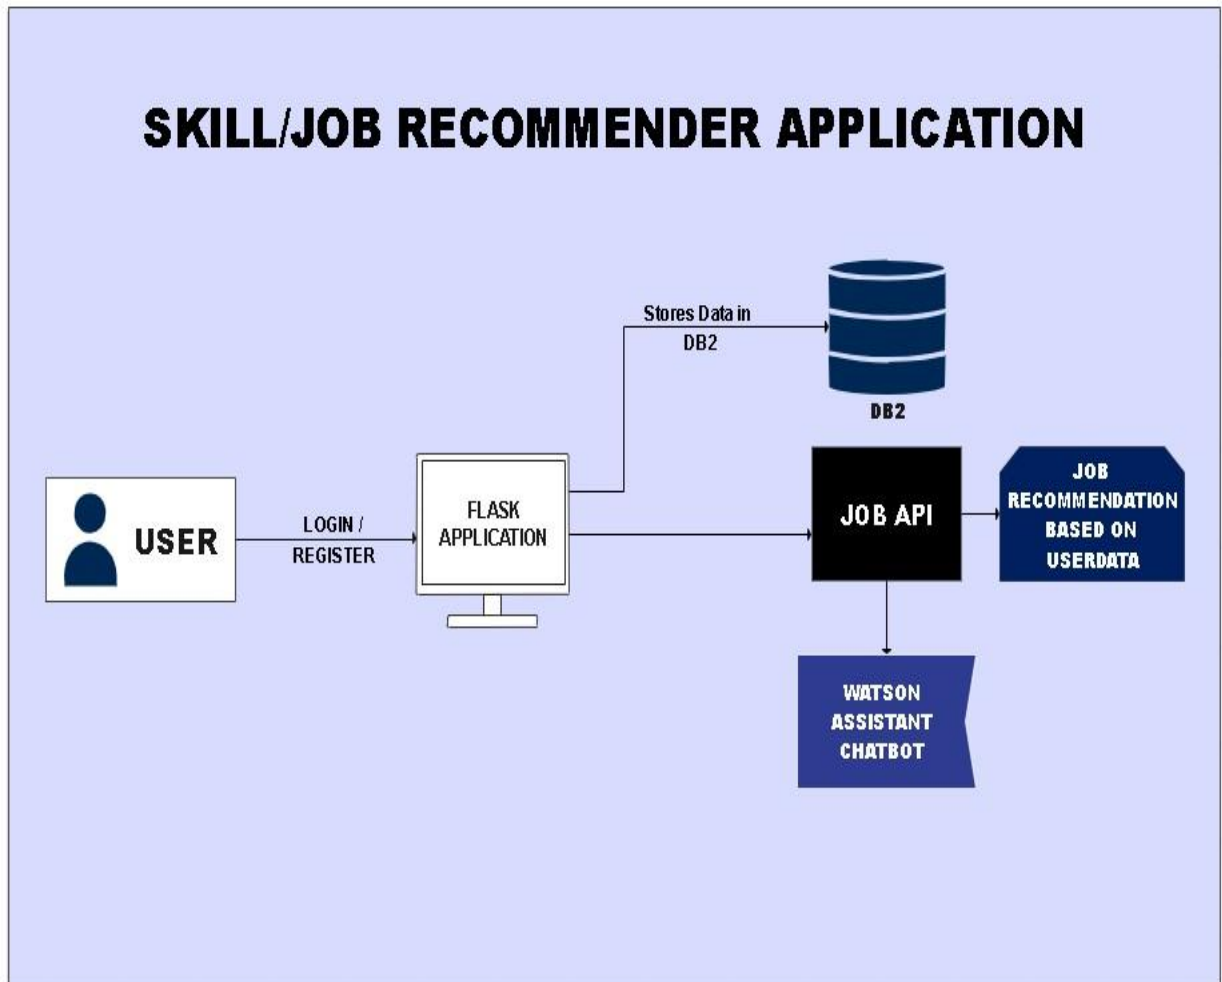 SKILL/JOB RECOMMENDER APPLICATION
Stores Data in
DB2
DB2
USER
LOGIN /
REGISTER
FLASK
APPLICATION
JOB API
JOB
RECOMMENDATION
BASED ON
USERDATA
WATSON
ASSISTANT
CHATBOT